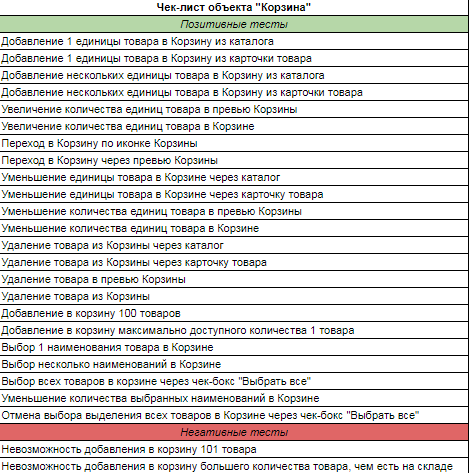 Чек-лист объекта "Корзина"
Позитивные тесты
Добавление 1 единицы товара в Корзину из каталога
Добавление 1 единицы товара в Корзину из карточки товара
Добавление нескольких единицы товара в Корзину из каталога
Добавление нескольких единицы товара в Корзину из карточки товара
Увеличение количества единиц товара в превью Корзины
Увеличение количества единиц товара в Корзине
Переход в Корзину по иконке Корзины
Переход в Корзину через превью Корзины
Уменьшение единицы товара в Корзине через каталог
Уменьшение единицы товара в Корзине через карточку товара
Уменьшение количества единиц товара в превью Корзины
Уменьшение количества единиц товара в Корзине
Удаление товара из Корзины через каталог
Удаление товара из Корзины через карточку товара
Удаление товара в превью Корзины
Удаление товара из Корзины
Добавление в корзину 100 товаров
Добавление в корзину максимально доступного количества 1 товара
Выбор 1 наименования товара в Корзине
Выбор несколько наименований в Корзине
Выбор всех товаров в корзине через чек-бокс "Выбрать все"
Уменьшение количества выбранных наименований в Корзине
Отмена выбора выделения всех товаров в Корзине через чек-бокс "Выбрать все"
Незативные тесты
Невозможность добавления в корзину 101 товара
Невозможность добавления в корзину большего количества товара, чем есть на складе